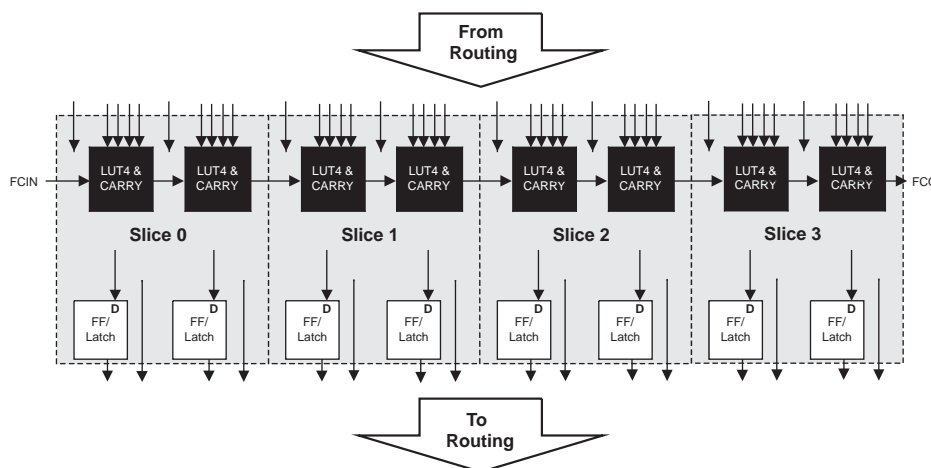 From
Routing
FCIN
LUT4 &
CARRY
LUT4 &
CARRY
LUT4 &
CARRY
LUT4 &
CARRY
LUT4 &
CARRY
LUT4 &
CARRY
LUT4 &
CARRY
LUT4 &
CARRY
FCO
Slice 0
Slice 1
Slice 2
Slice 3
D
FF/
Latch
D
FF/
Latch
D
FF/
Latch
D
FF/
Latch
D
FF/
Latch
D
FF/
Latch
D
FF/
Latch
D
FF/
Latch
To
Routing